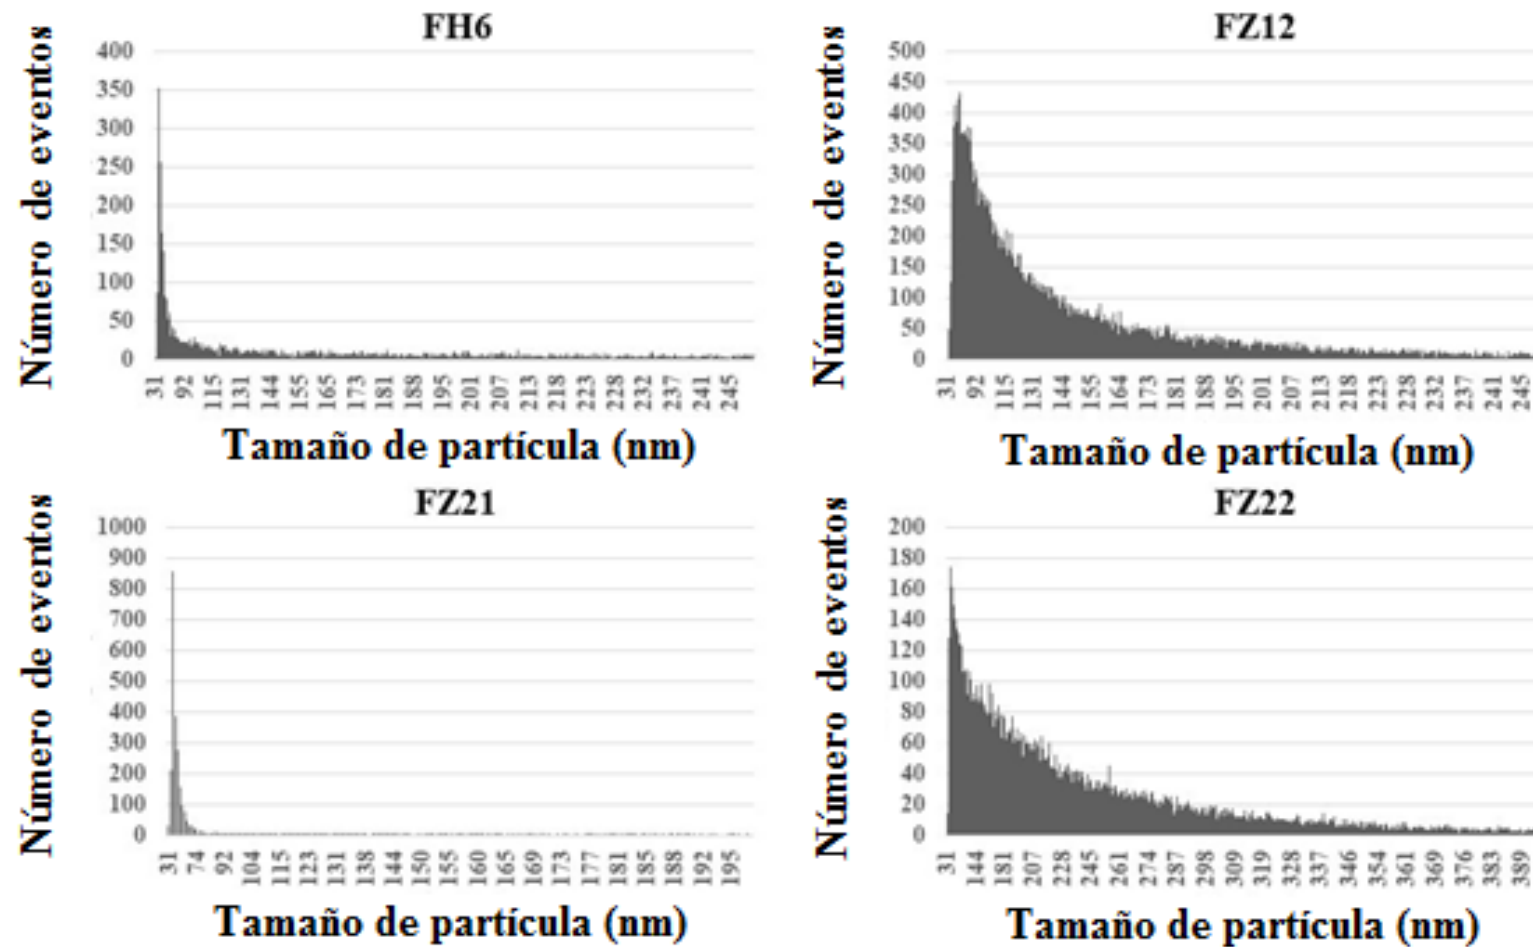 FH6
Número de eventos
400
350
300
250
200
150
100
50
0
31 92 115 131 144 155 165 173 181 188 195 201 207 213 218 223 228 232 237 241 245
Tamaño de partícula (nm)
FZ12
Número de eventos
500
450
400
350
300
250
200
150
100
50
0
31 92 115 131 144 155 164 173 181 188 195 201 207 213 218 223 228 232 237 241 245
Tamaño de partícula (nm)
FZ21
Número de eventos
1000
900
800
700
600
500
400
300
200
100
0
31 74 92 104 115 123 131 138 144 150 155 160 165 169 173 177 181 185 188 192 195
Tamaño de partícula (nm)
FZ22
Número de eventos
200
180
160
140
120
100
80
60
40
20
0
31 144 181 207 228 245 261 274 287 298 309 319 328 337 346 354 361 369 376 383 389
Tamaño de partícula (nm)